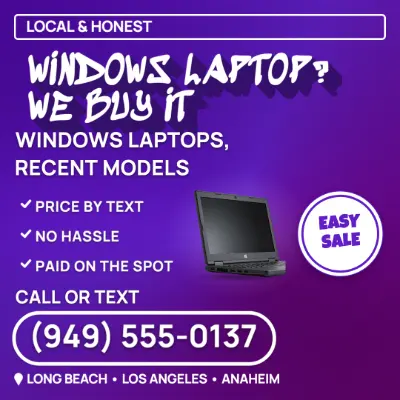 LOCAL & HONEST
WINDOWS LAPTOP?
WE BUY IT
WINDOWS LAPTOPS,
RECENT MODELS
PRICE BY TEXT
NO HASSLE
PAID ON THE SPOT
EASY
SALE
CALL OR TEXT
(949) 555-0137
LONG BEACH • LOS ANGELES • ANAHEIM